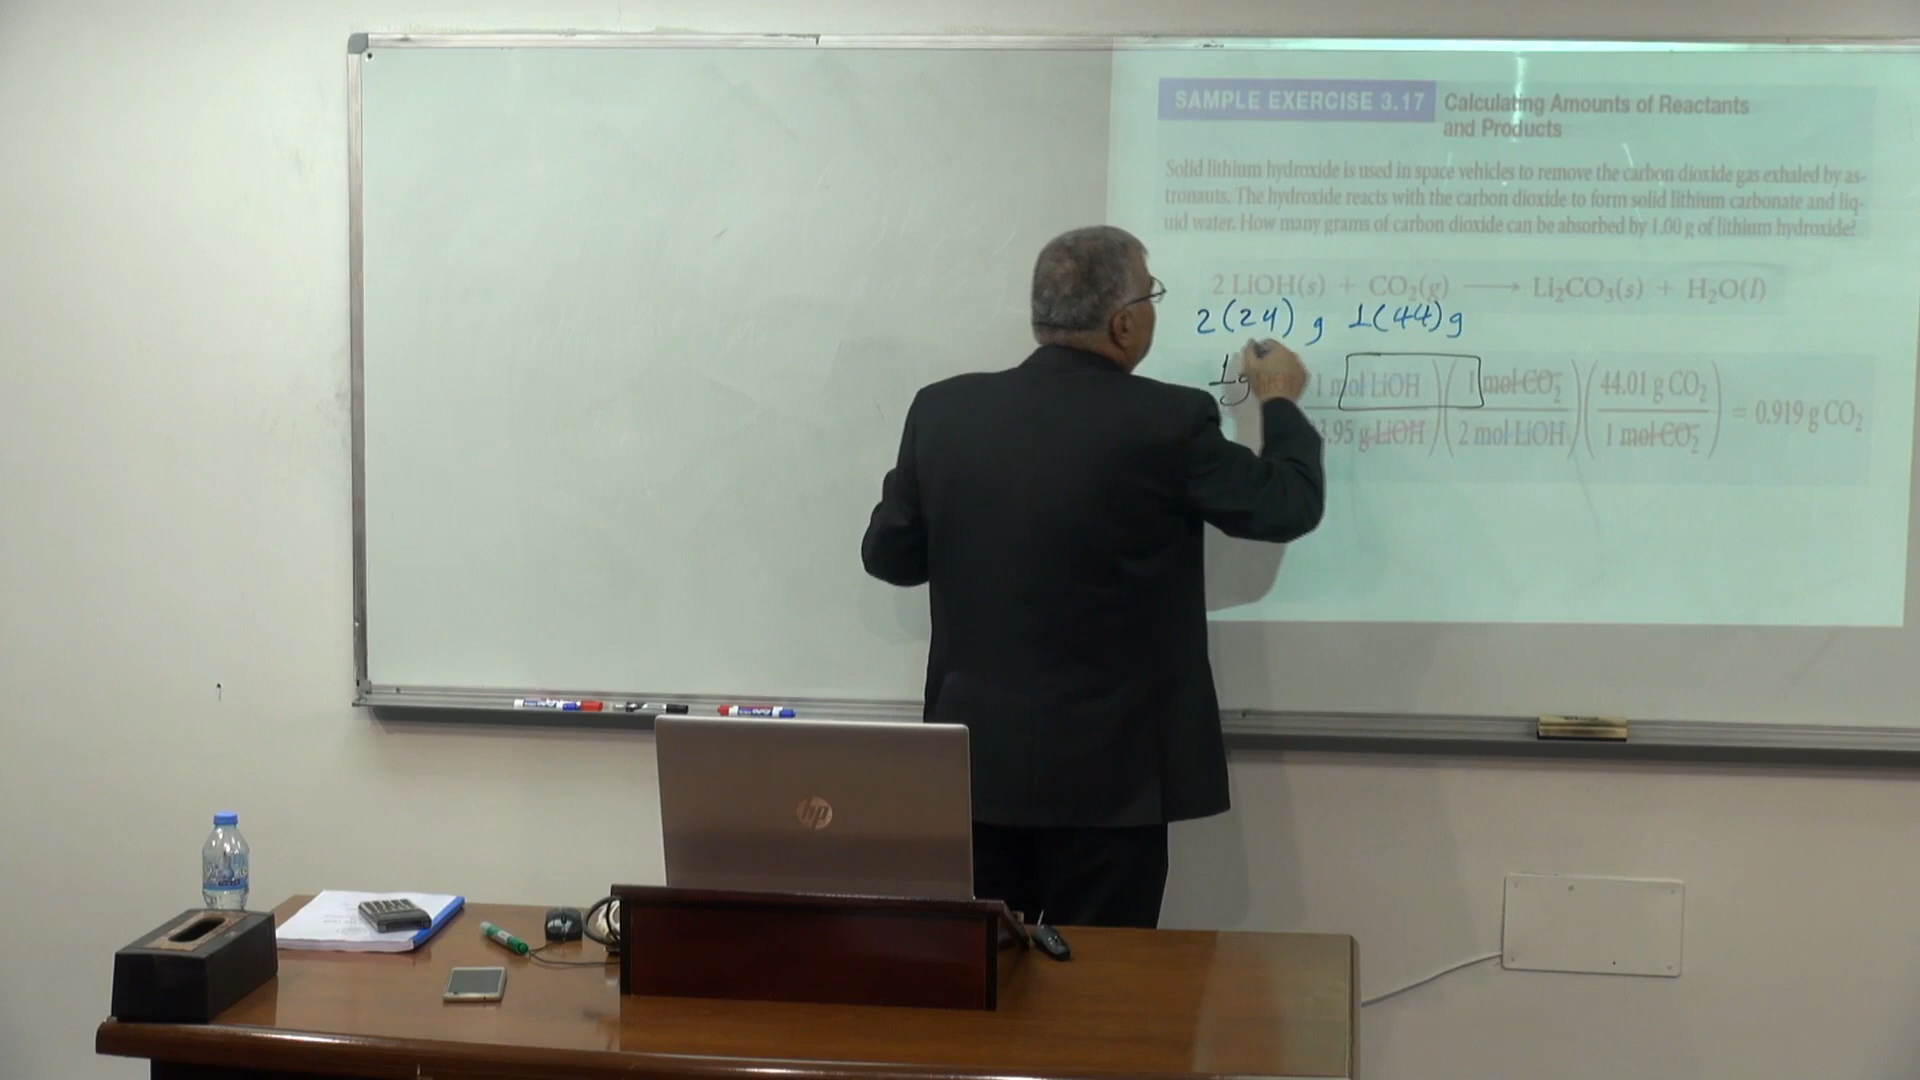 SAMPLE EXERCISE 3.17 Calculating Amounts of Reactants
and Products
Solid lithium hydroxide is used in space vehicles to remove the carbon dioxide gas exhaled by as-
tronauts. The hydroxide reacts with the carbon dioxide to form solid lithium carbonate and liq-
uid water. How many grams of carbon dioxide can be absorbed by 1.00 g of lithium hydroxide?
2 LiOH(s) + CO₂(g) ⟶ Li₂CO₃(s) + H₂O(l)
2(24) g 1(44)g
1g 1 mol LiOH ) ( 1 mol CO₂ ) ( 44.01 g CO₂ )
= 0.919 g CO₂
.95 g LiOH ) ( 2 mol LiOH ) ( 1 mol CO₂ )
hp